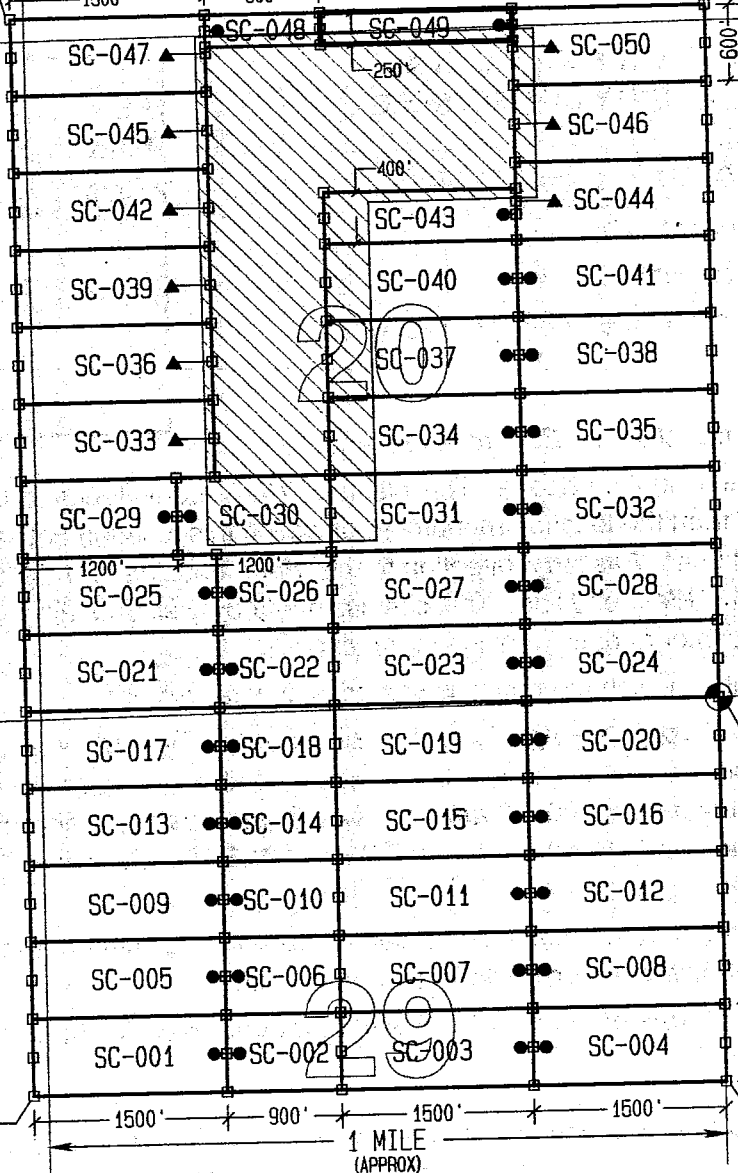 1500' 900'
SC-048 SC-049
SC-047 SC-050
600'
250'
SC-045 SC-046
400'
SC-042 SC-043 SC-044
SC-039 SC-040 SC-041
20
SC-036 SC-037 SC-038
SC-033 SC-034 SC-035
SC-029 SC-030 SC-031 SC-032
1200' 1200'
SC-025 SC-026 SC-027 SC-028
SC-021 SC-022 SC-023 SC-024
SC-017 SC-018 SC-019 SC-020
SC-013 SC-014 SC-015 SC-016
SC-009 SC-010 SC-011 SC-012
SC-005 SC-006 SC-007 SC-008
29
SC-001 SC-002 SC-003 SC-004
1500' 900' 1500' 1500'
1 MILE
(APPROX)